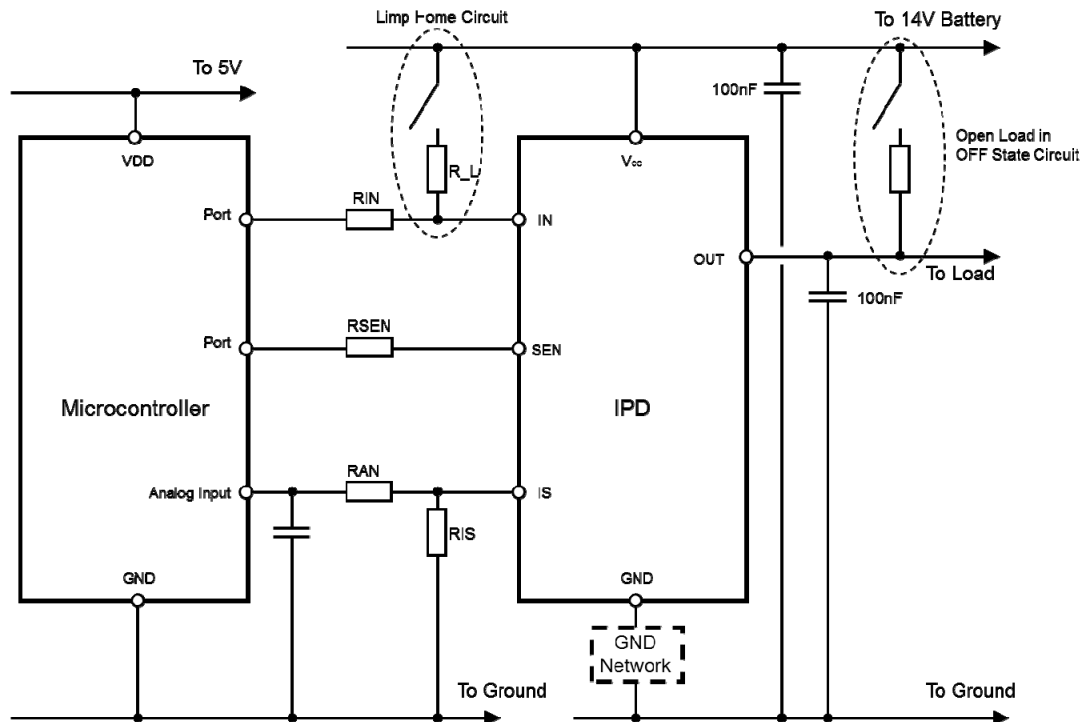 Limp Home Circuit
To 14V Battery
To 5V
100nF
VDD
Vcc
R_L
Open Load in
OFF State Circuit
Port
RIN
IN
OUT
To Load
100nF
Port
RSEN
SEN
Microcontroller
IPD
RAN
Analog Input
IS
RIS
GND
GND
GND
Network
To Ground
To Ground